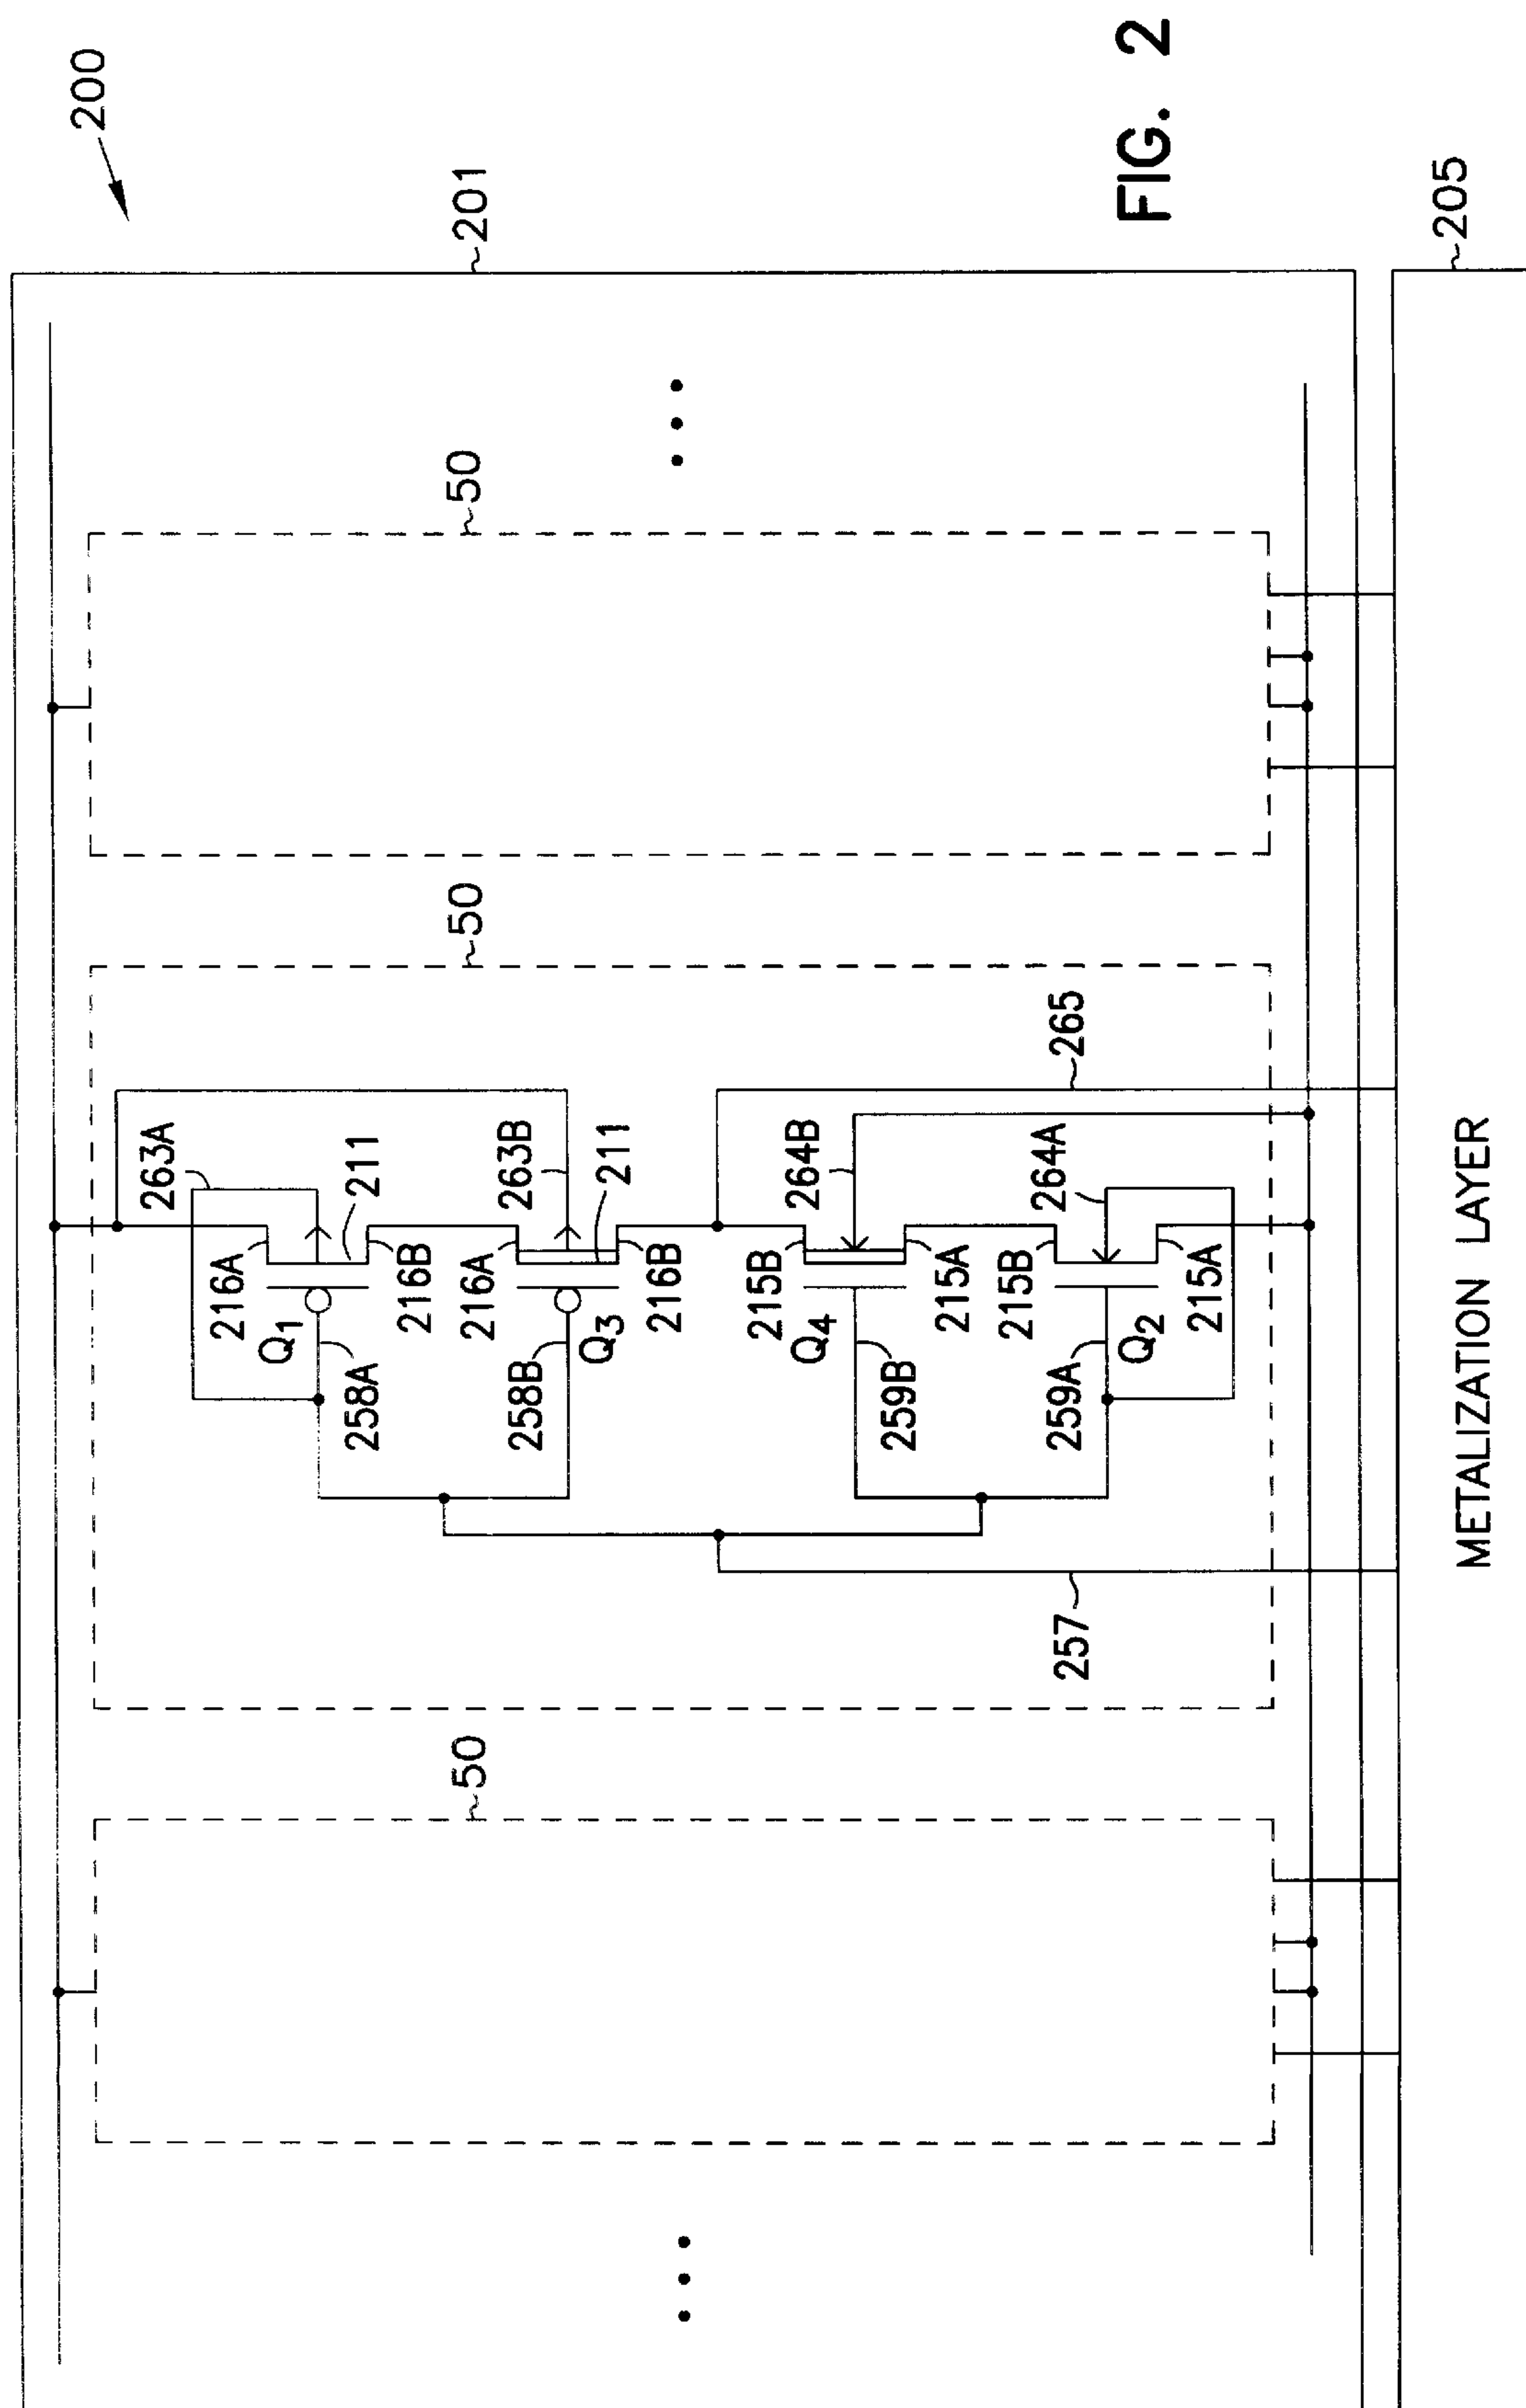 200
263A
216A
Q1
258A
211
216B
50
50
50
201
216A
258B
263B
Q3
211
216B
215B
264B
Q4
259B
215A
215B
264A
257
259A
265
Q2
FIG. 2
215A
205
METALIZATION LAYER